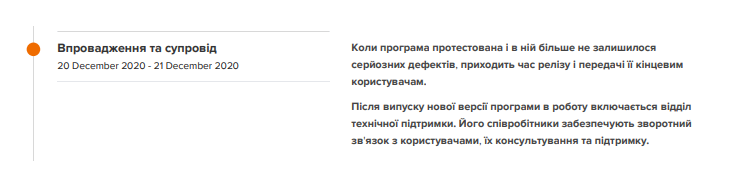 Впровадження та супровід
20 December 2020 - 21 December 2020
Коли програма протестована і в ній більше не залишилося
серйозних дефектів, приходить час релізу і передачі її кінцевим
користувачам.
Після випуску нової версії програми в роботу включається відділ
технічної підтримки. Його співробітники забезпечують зворотний
зв'язок з користувачами, їх консультування та підтримку.